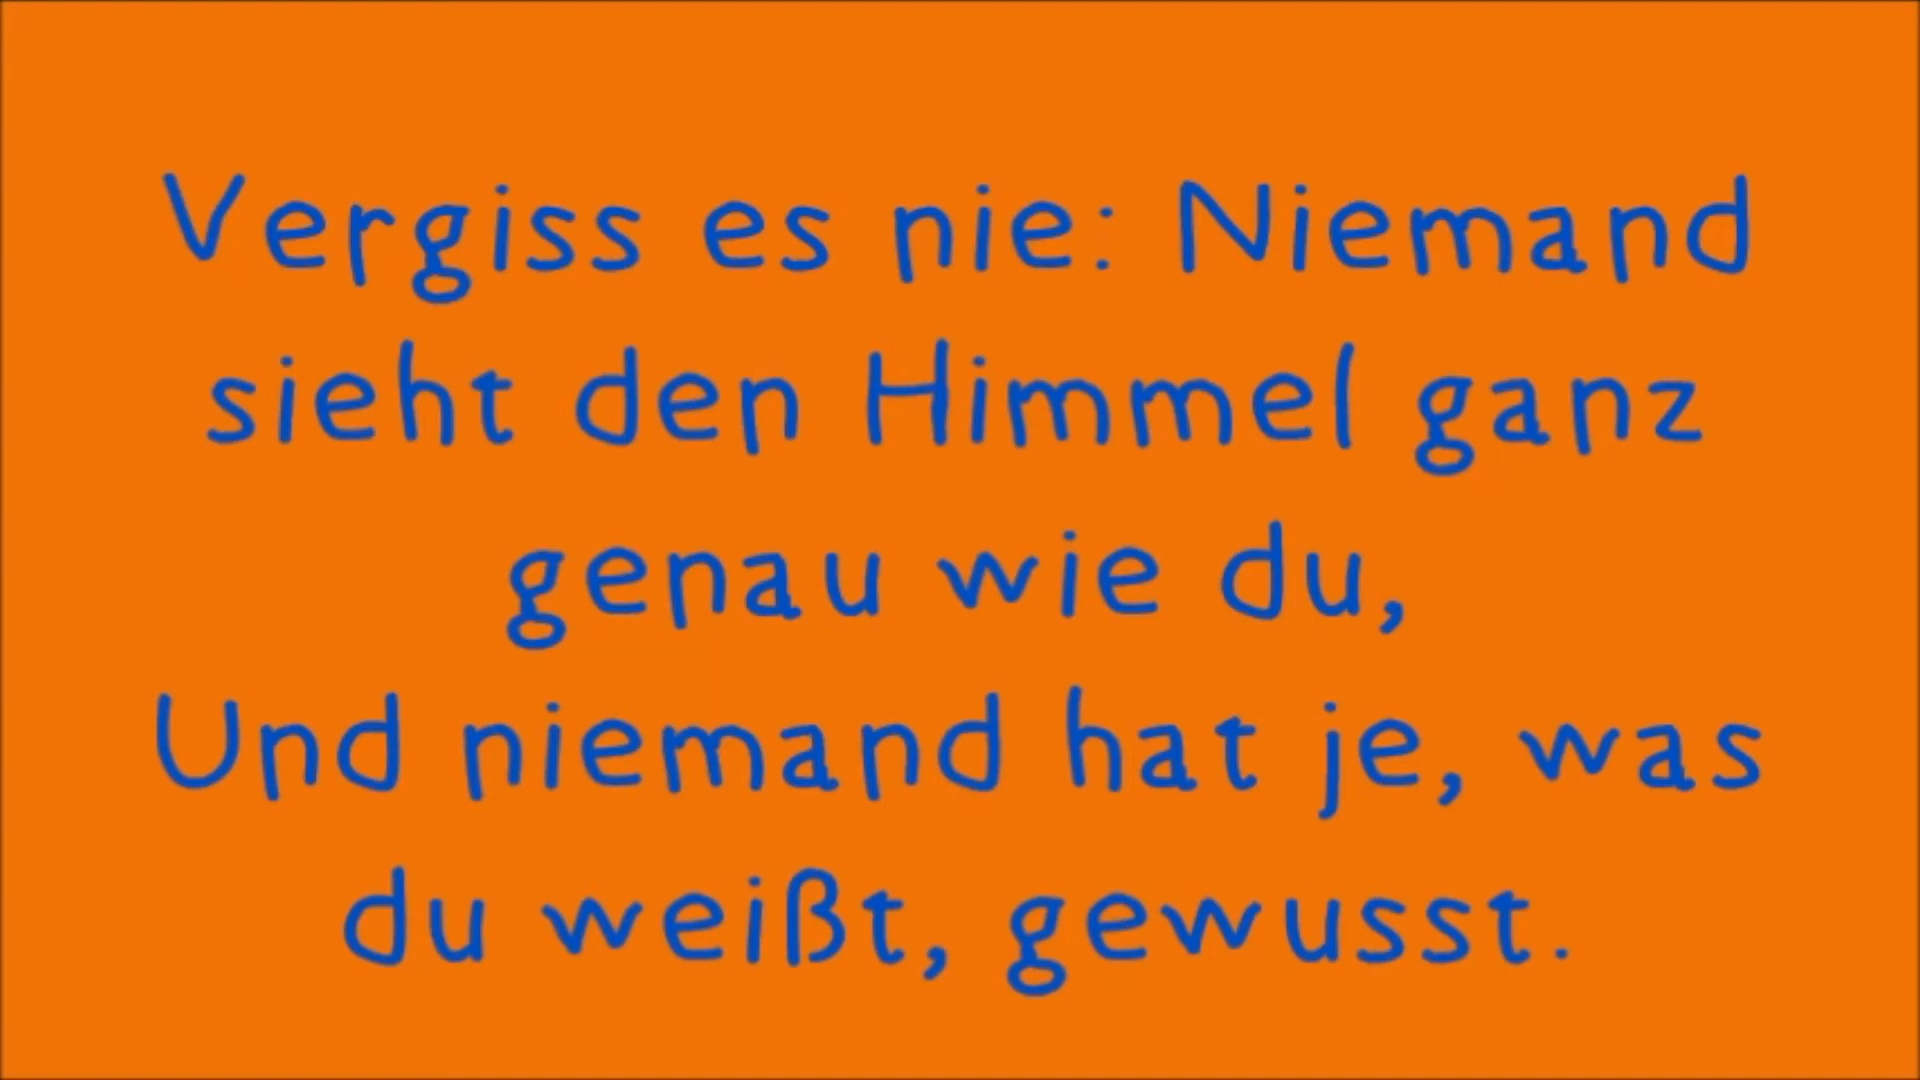 Vergiss es nie: Niemand
sieht den Himmel ganz
genau wie du,
Und niemand hat je, was
du weißt, gewusst.